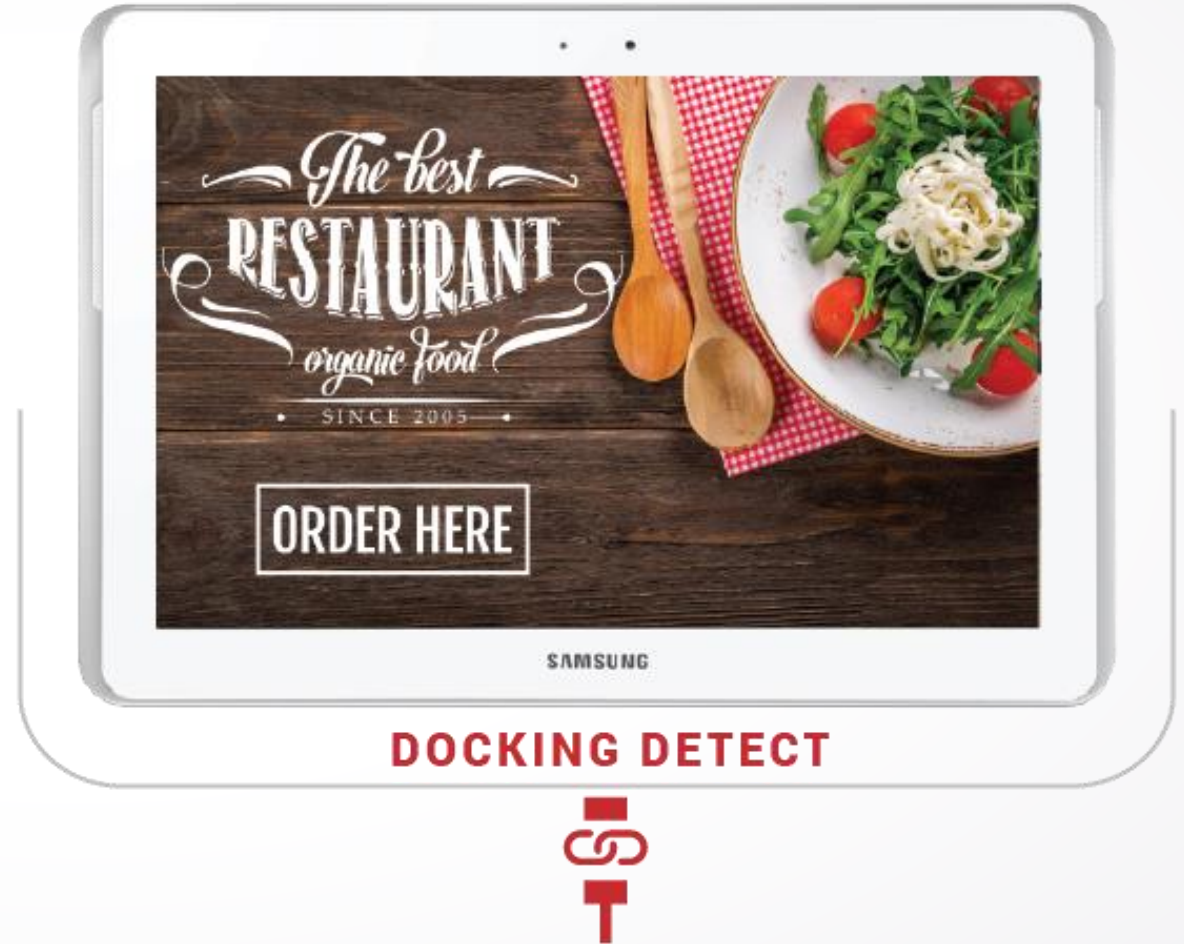 The best
RESTAURANT
organic food
SINCE 2005
ORDER HERE
SAMSUNG
DOCKING DETECT